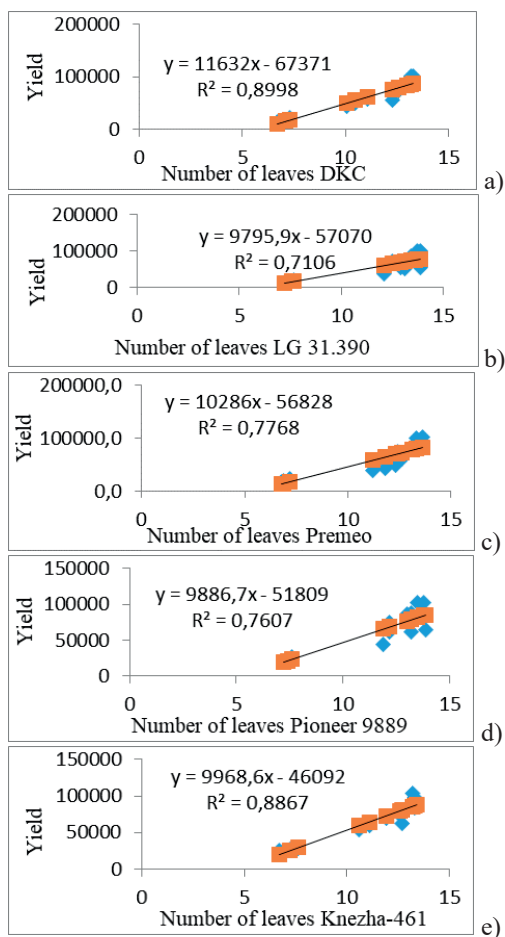 200000
y = 11632x - 67371
R² = 0,8998
100000
0
Yield
0 5 10 15
Number of leaves DKC
a)
200000
y = 9795,9x - 57070
R² = 0,7106
100000
0
Yield
0 5 10 15
Number of leaves LG 31.390
b)
200000,0
y = 10286x - 56828
R² = 0,7768
100000,0
0,0
Yield
0 5 10 15
Number of leaves Premeo
c)
150000
y = 9886,7x - 51809
R² = 0,7607
100000
50000
0
Yield
0 5 10 15
Number of leaves Pioneer 9889
d)
150000
y = 9968,6x - 46092
R² = 0,8867
100000
50000
0
Yield
0 5 10 15
Number of leaves Knezha-461
e)